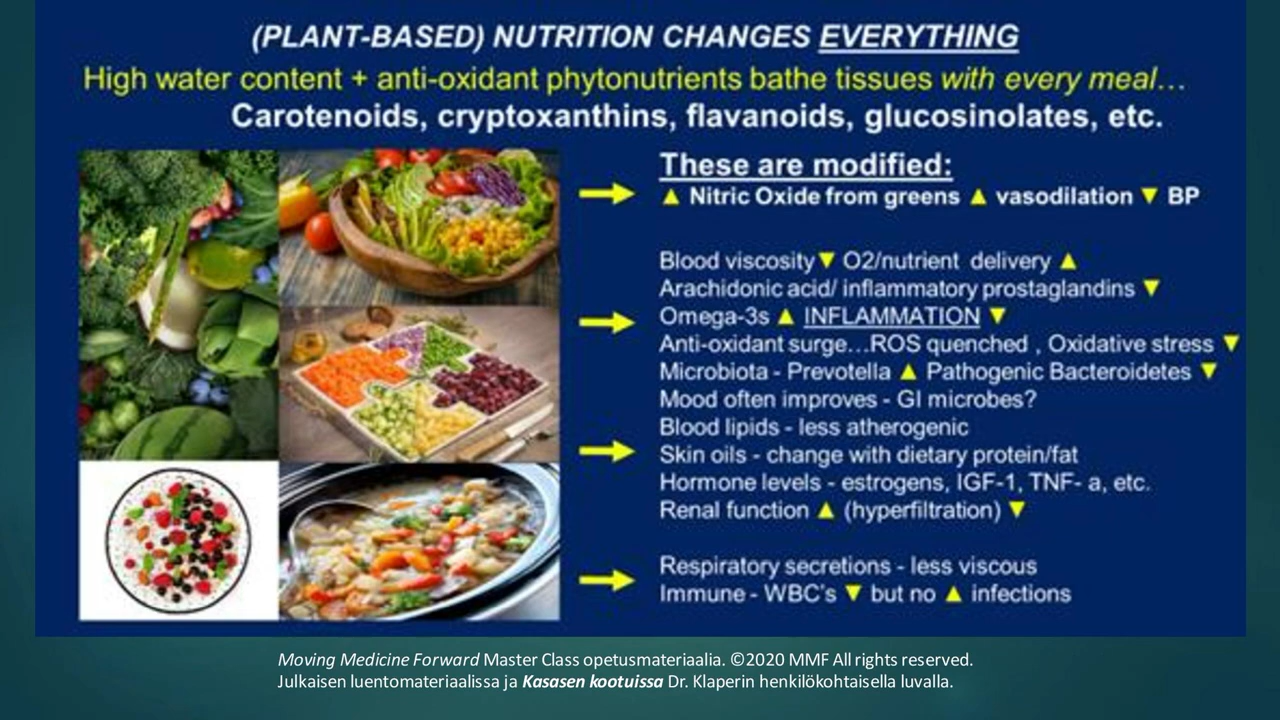 (PLANT-BASED) NUTRITION CHANGES EVERYTHING
High water content + anti-oxidant phytonutrients bathe tissues with every meal…
Carotenoids, cryptoxanthins, flavanoids, glucosinolates, etc.
These are modified:
▲ Nitric Oxide from greens ▲ vasodilation ▼ BP
Blood viscosity ▼ O2/nutrient delivery ▲
Arachidonic acid/ inflammatory prostaglandins ▼
Omega-3s ▲ INFLAMMATION ▼
Anti-oxidant surge…ROS quenched , Oxidative stress ▼
Microbiota - Prevotella ▲ Pathogenic Bacteroidetes ▼
Mood often improves - GI microbes?
Blood lipids - less atherogenic
Skin oils - change with dietary protein/fat
Hormone levels - estrogens, IGF-1, TNF- a, etc.
Renal function ▲ (hyperfiltration) ▼
Respiratory secretions - less viscous
Immune - WBC's ▼ but no ▲ infections
Moving Medicine Forward Master Class opetusmateriaalia. ©2020 MMF All rights reserved.
Julkaisen luentomateriaalissa ja Kasasen kootuissa Dr. Klaperin henkilökohtaisella luvalla.